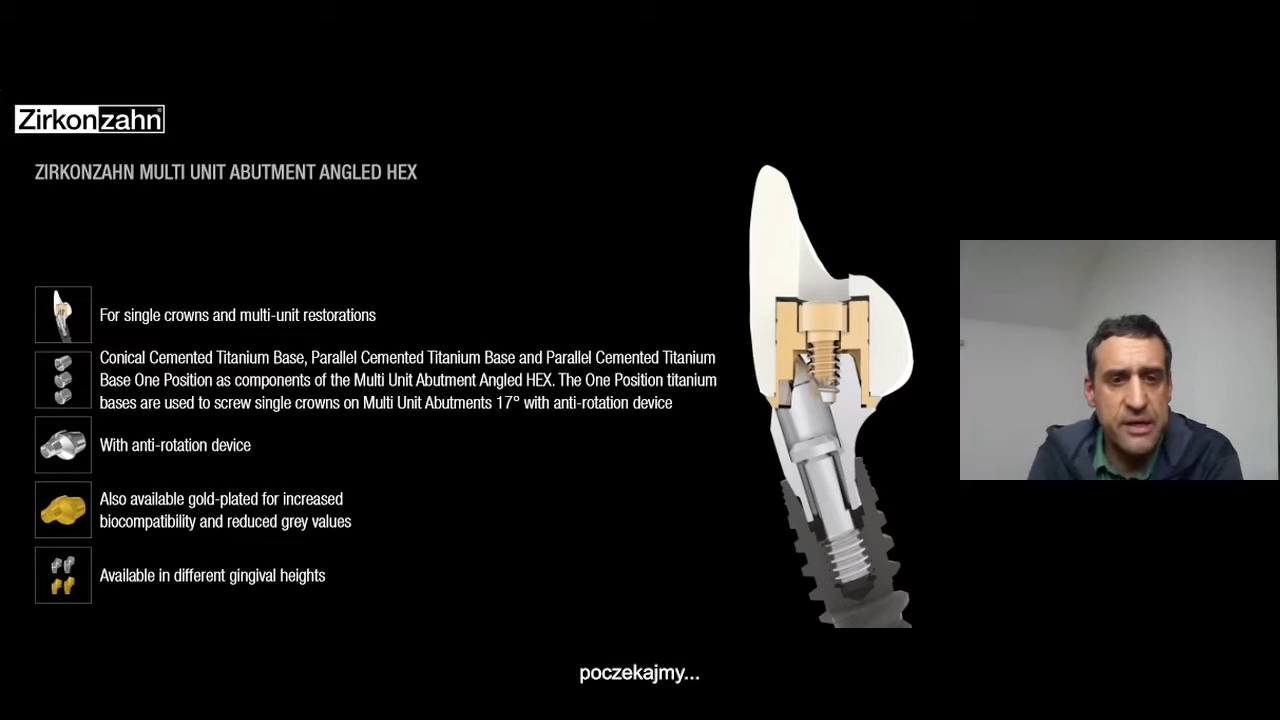 Zirkonzahn®
ZIRKONZAHN MULTI UNIT ABUTMENT ANGLED HEX
For single crowns and multi-unit restorations
Conical Cemented Titanium Base, Parallel Cemented Titanium Base and Parallel Cemented Titanium
Base One Position as components of the Multi Unit Abutment Angled HEX. The One Position titanium
bases are used to screw single crowns on Multi Unit Abutments 17° with anti-rotation device
With anti-rotation device
Also available gold-plated for increased
biocompatibility and reduced grey values
Available in different gingival heights
poczekajmy...